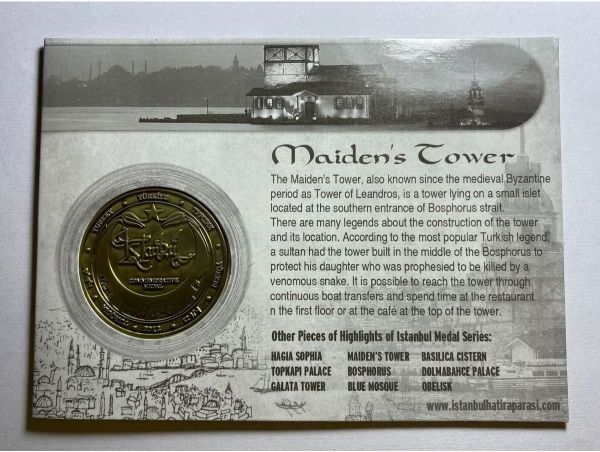 Maiden's Tower
The Maiden's Tower, also known since the medieval Byzantine
period as Tower of Leandros, is a tower lying on a small islet
located at the southern entrance of Bosphorus strait.
There are many legends about the construction of the tower
and its location. According to the most popular Turkish legend,
a sultan had the tower built in the middle of the Bosphorus to
protect his daughter who was prophesied to be killed by a
venomous snake. It is possible to reach the tower through
continuous boat transfers and spend time at the restaurant
n the first floor or at the café at the top of the tower.
TÜRKİYE
COMMEMORATIVE
MEDAL
Other Pieces of Highlights of Istanbul Medal Series:
HAGIA SOPHIA MAIDEN'S TOWER BASILICA CISTERN
TOPKAPI PALACE BOSPHORUS DOLMABAHCE PALACE
GALATA TOWER BLUE MOSQUE OBELISK
www.istanbulhatiraparasi.com